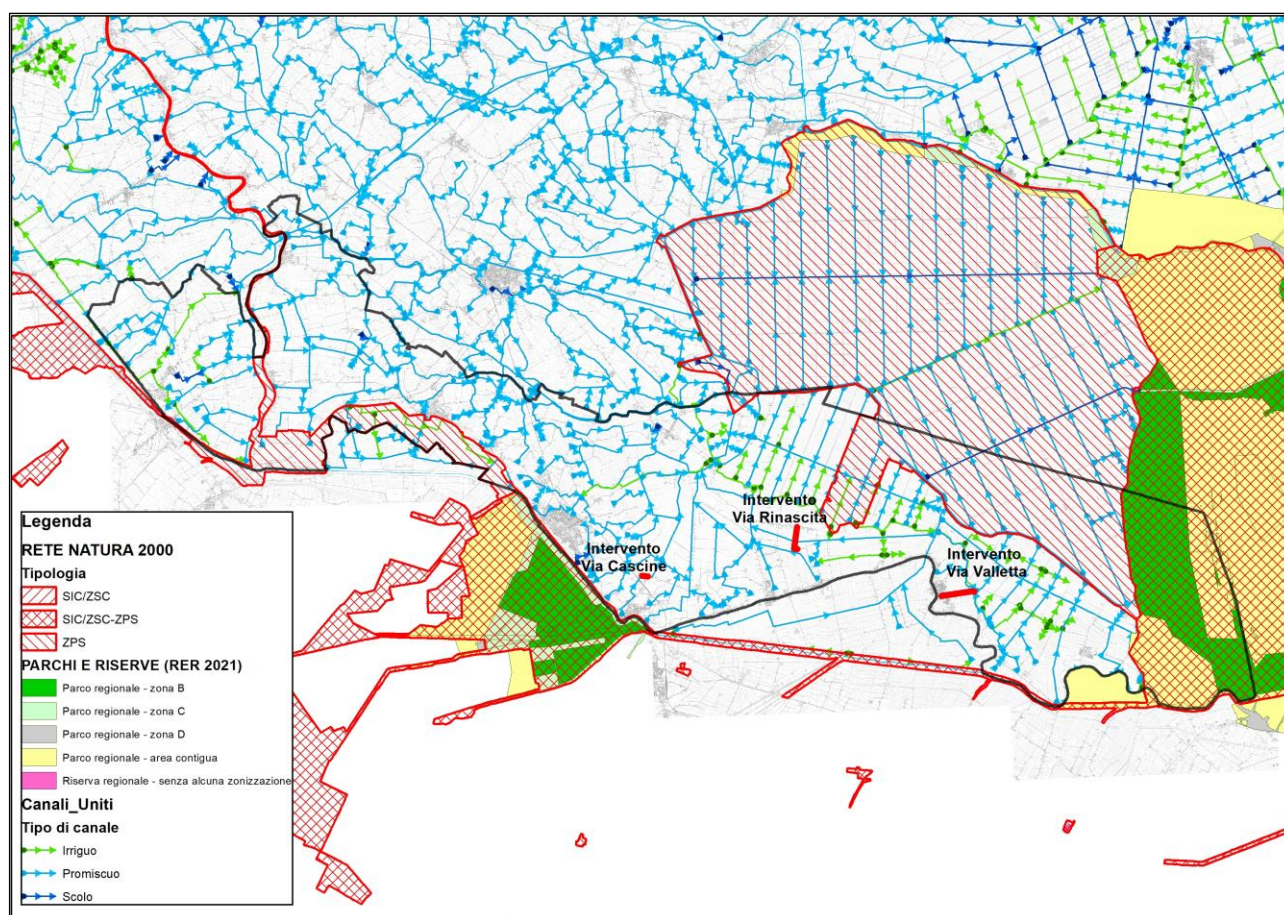 Intervento
Via Rinascita
Intervento
Via Cascine
Intervento
Via Valletta
Legenda
RETE NATURA 2000
Tipologia
SIC/ZSC
SIC/ZSC-ZPS
ZPS
PARCHI E RISERVE (RER 2021)
Parco regionale - zona B
Parco regionale - zona C
Parco regionale - zona D
Parco regionale - area contigua
Riserva regionale - senza alcuna zonizzazione
Canali_Uniti
Tipo di canale
Irriguo
Promiscuo
Scolo